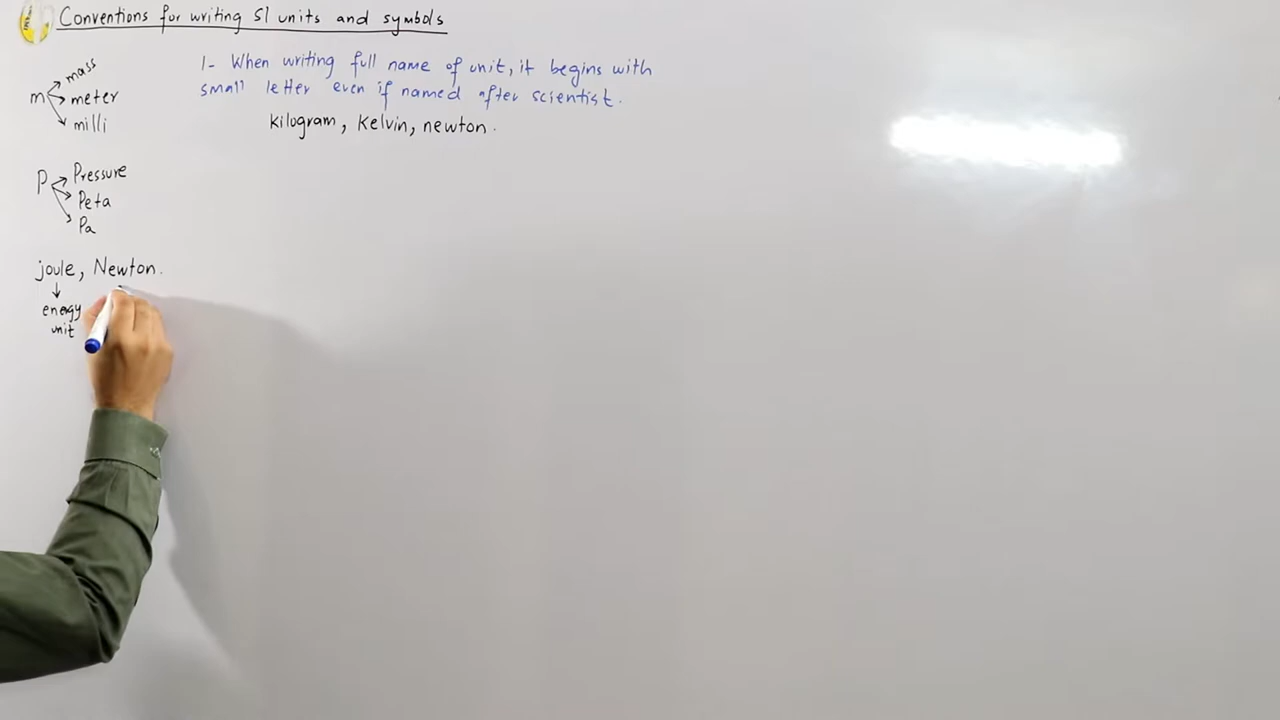 Conventions for writing SI units and symbols
m
mass
meter
milli
1- When writing full name of unit, it begins with
small letter even if named after scientist.
kilogram, kelvin, newton.
P
Pressure
Peta
Pa
joule, Newton.
energy
unit